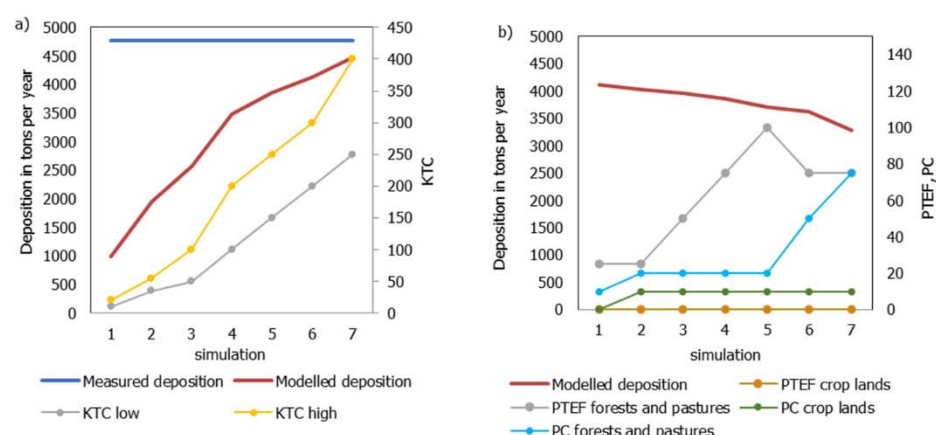 a)
5000
4500
4000
3500
3000
2500
2000
1500
1000
500
0
Deposition in tons per year
450
400
350
300
250
200
150
100
50
0
KTC
1 2 3 4 5 6 7
simulation
Measured deposition Modelled deposition
KTC low KTC high
b)
5000
4500
4000
3500
3000
2500
2000
1500
1000
500
0
Deposition in tons per year
140
120
100
80
60
40
20
0
PTEF, PC
1 2 3 4 5 6 7
simulation
Modelled deposition PTEF crop lands
PTEF forests and pastures PC crop lands
PC forests and pastures